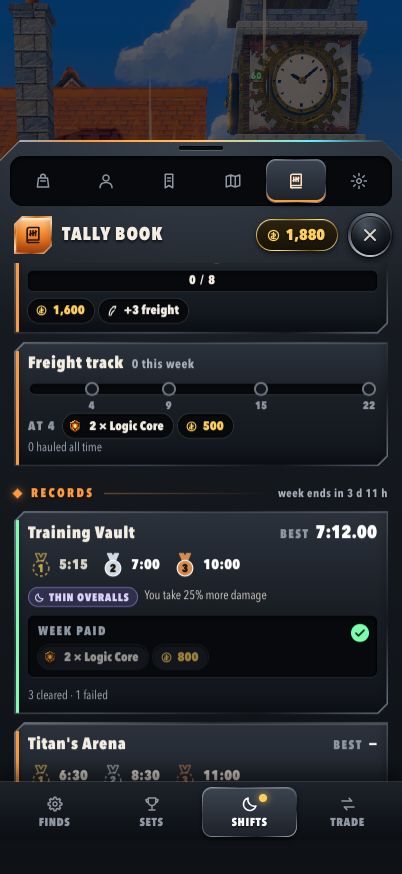 60
TALLY BOOK
1,880
0 / 8
1,600 +3 freight
Freight track 0 this week
4 9 15 22
AT 4 2 × Logic Core 500
0 hauled all time
RECORDS week ends in 3 d 11 h
Training Vault BEST 7:12.00
1 5:15 2 7:00 3 10:00
THIN OVERALLS You take 25% more damage
WEEK PAID
2 × Logic Core 800
3 cleared · 1 failed
Titan's Arena BEST –
1 6:30 2 8:30 3 11:00
FINDS SETS SHIFTS TRADE